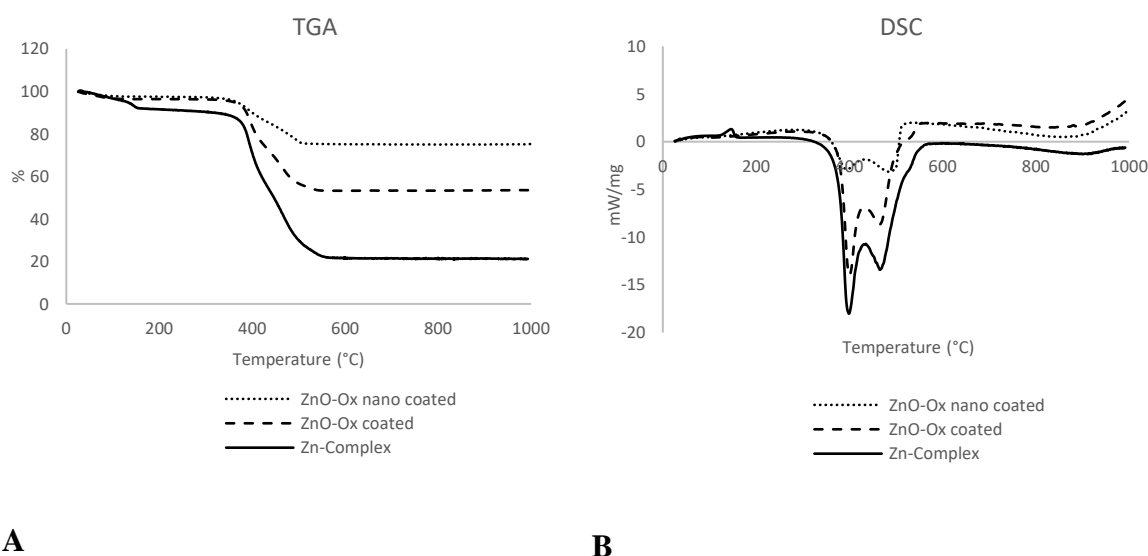 TGA
120
100
80
60
40
20
0
%
0 200 400 600 800 1000
Temperature (°C)
ZnO-Ox nano coated
ZnO-Ox coated
Zn-Complex
A
DSC
10
5
0
-5
-10
-15
-20
mW/mg
0 200 400 600 800 1000
Temperature (°C)
ZnO-Ox nano coated
ZnO-Ox coated
Zn-Complex
B